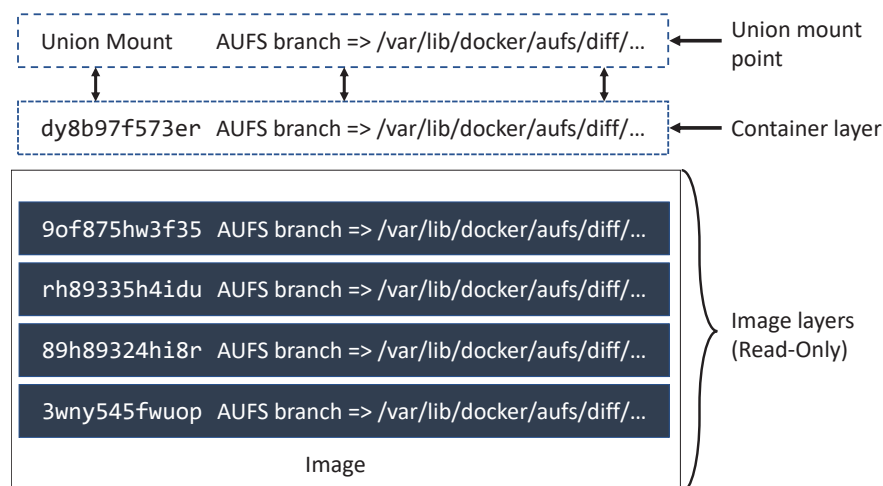 Union Mount AUFS branch => /var/lib/docker/aufs/diff/...
Union mount
point
dy8b97f573er AUFS branch => /var/lib/docker/aufs/diff/...
Container layer
9of875hw3f35 AUFS branch => /var/lib/docker/aufs/diff/...
rh89335h4idu AUFS branch => /var/lib/docker/aufs/diff/...
89h89324hi8r AUFS branch => /var/lib/docker/aufs/diff/...
3wny545fwuop AUFS branch => /var/lib/docker/aufs/diff/...
Image layers
(Read-Only)
Image